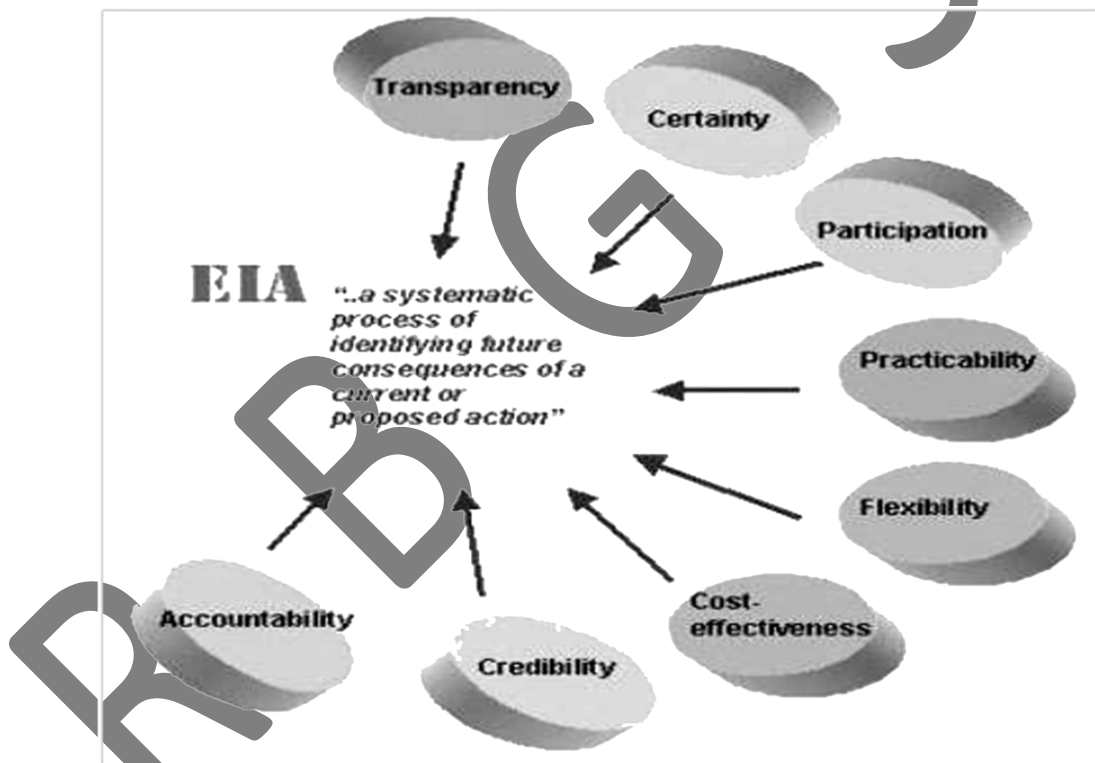 Transparency
Certainty
Participation
EIA
“..a systematic
process of
identifying future
consequences of a
current or
proposed action”
Practicability
Flexibility
Cost-
effectiveness
Accountability
Credibility
R B G